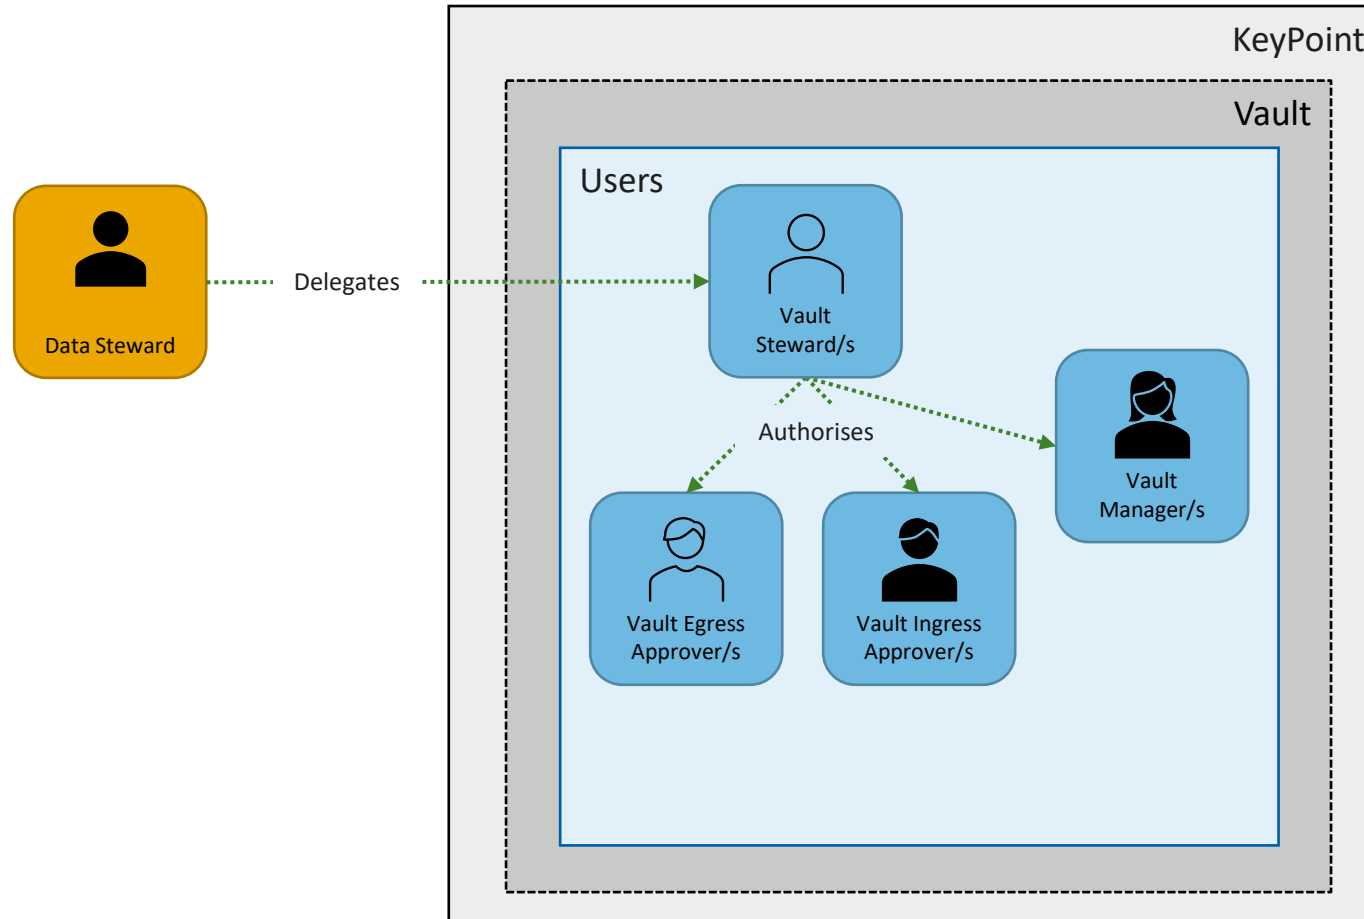 KeyPoint
Vault
Users
Data Steward
Delegates
Vault
Steward/s
Authorises
Vault
Manager/s
Vault Egress
Approver/s
Vault Ingress
Approver/s